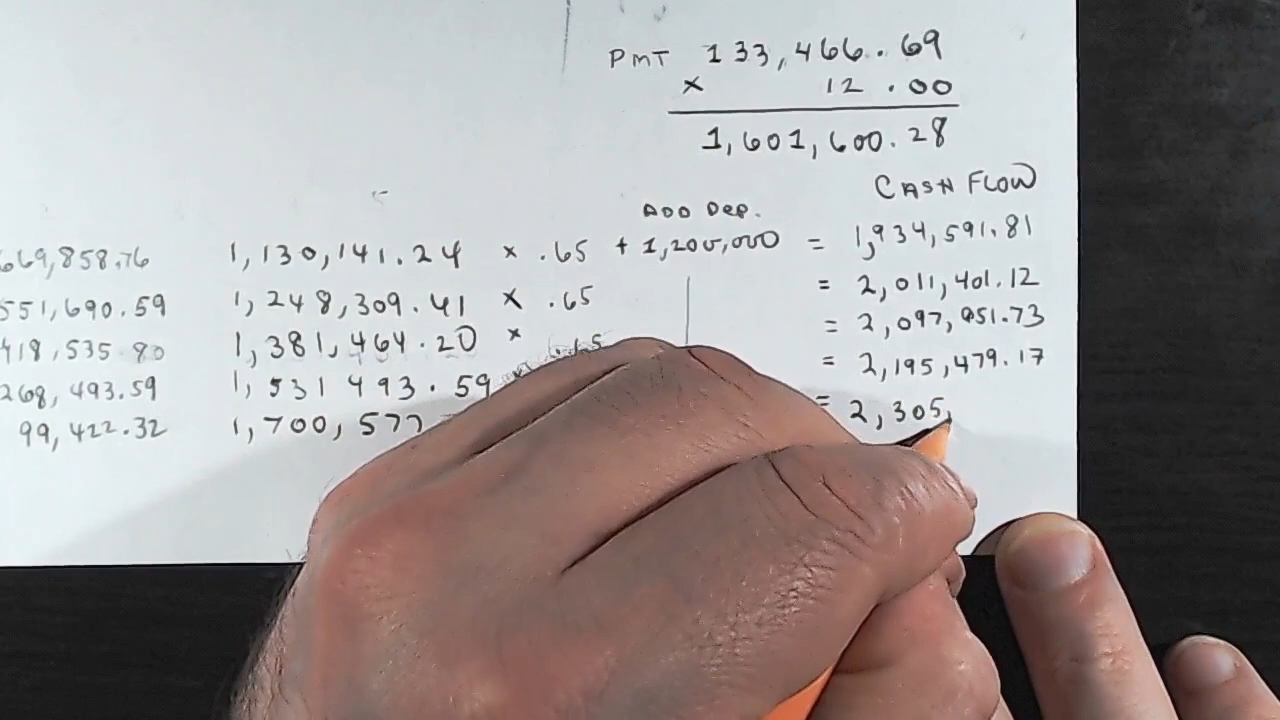 PMT 133,466.69
× 12.00
1,601,600.28
CASH FLOW
ADD DEP.
669,858.76 1,130,141.24 × .65 + 1,200,000 = 1,934,591.81
551,690.59 1,248,309.41 × .65 = 2,011,401.12
418,535.80 1,381,464.20 × = 2,097,951.73
268,493.59 1,531 493.59 = 2,195,479.17
99,422.32 1,700,577 = 2,305,